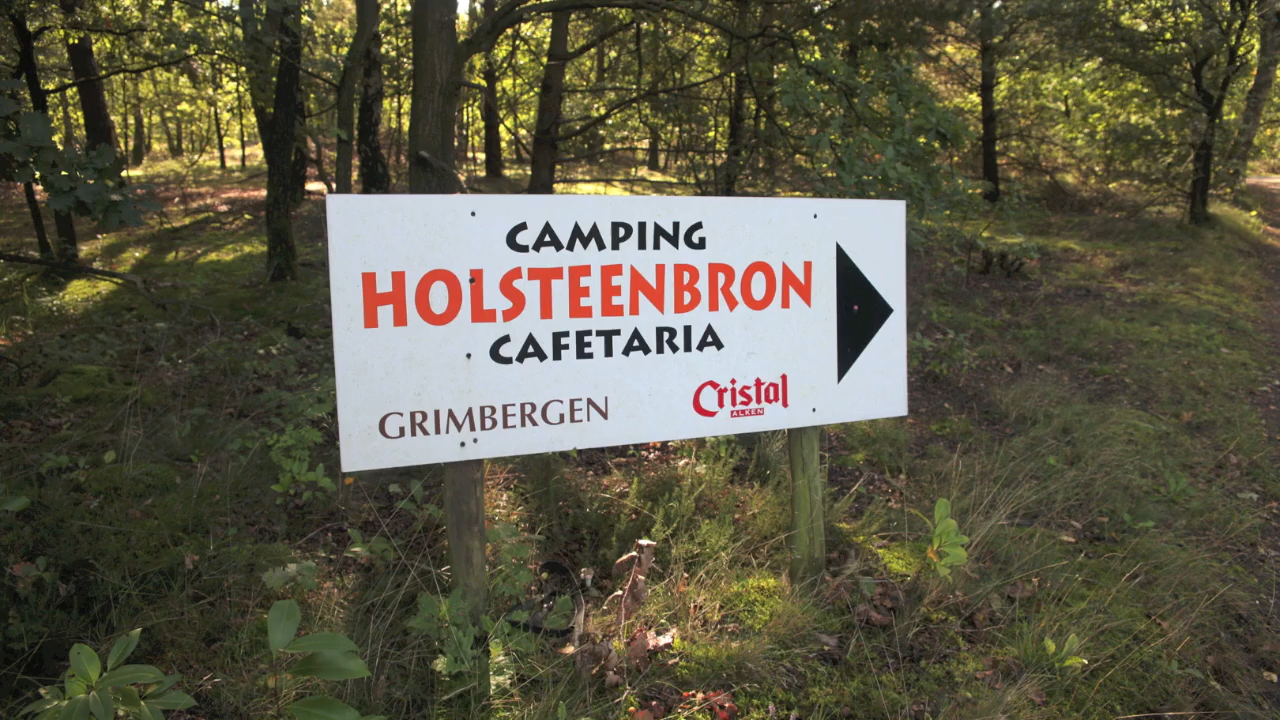 CAMPING
HOLSTEENBRON
CAFETARIA
GRIMBERGEN
Cristal
ALKEN